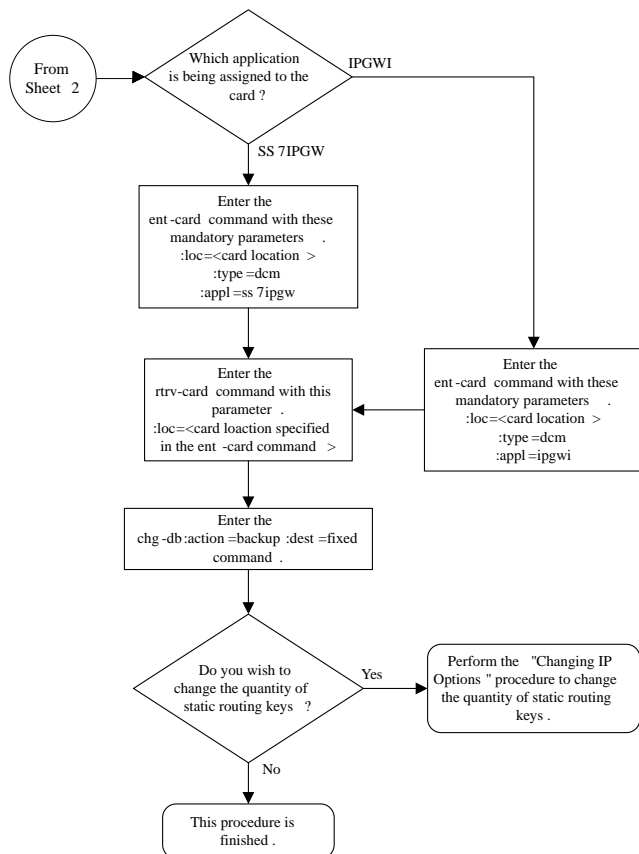 From
Sheet 2
Which application
is being assigned to the
card ?
IPGWI
SS 7IPGW
Enter the
ent -card command with these
mandatory parameters .
:loc=<card location >
:type =dcm
:appl=ss 7ipgw
Enter the
rtrv-card command with this
parameter .
:loc=<card loaction specified
in the ent -card command >
Enter the
ent -card command with these
mandatory parameters .
:loc=<card location >
:type =dcm
:appl=ipgwi
Enter the
chg -db:action =backup :dest =fixed
command .
Do you wish to
change the quantity of
static routing keys ?
Yes
Perform the "Changing IP
Options " procedure to change
the quantity of static routing
keys .
No
This procedure is
finished .